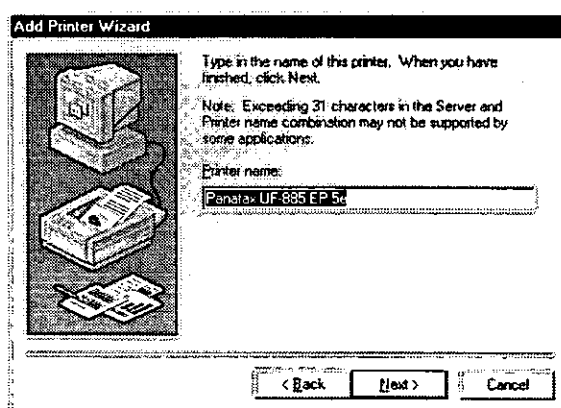 Add Printer Wizard
Type in the name of this printer. When you have
finished, click Next.
Note: Exceeding 31 characters in the Server and
Printer name combination may not be supported by
some applications.
Printer name:
Panafax UF-885 EP 5e
< Back
Next >
Cancel